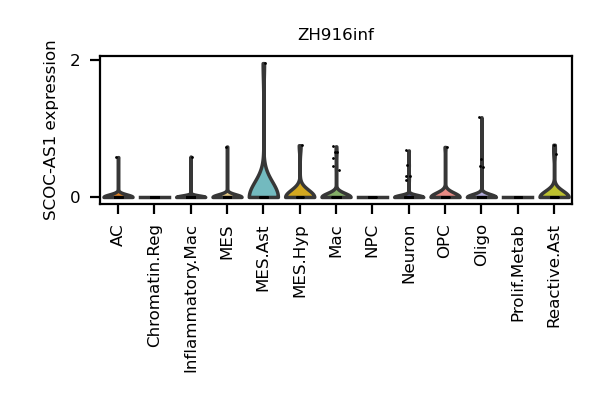 ZH916inf
SCOC-AS1 expression
2
0
AC
Chromatin.Reg
Inflammatory.Mac
MES
MES.Ast
MES.Hyp
Mac
NPC
Neuron
OPC
Oligo
Prolif.Metab
Reactive.Ast